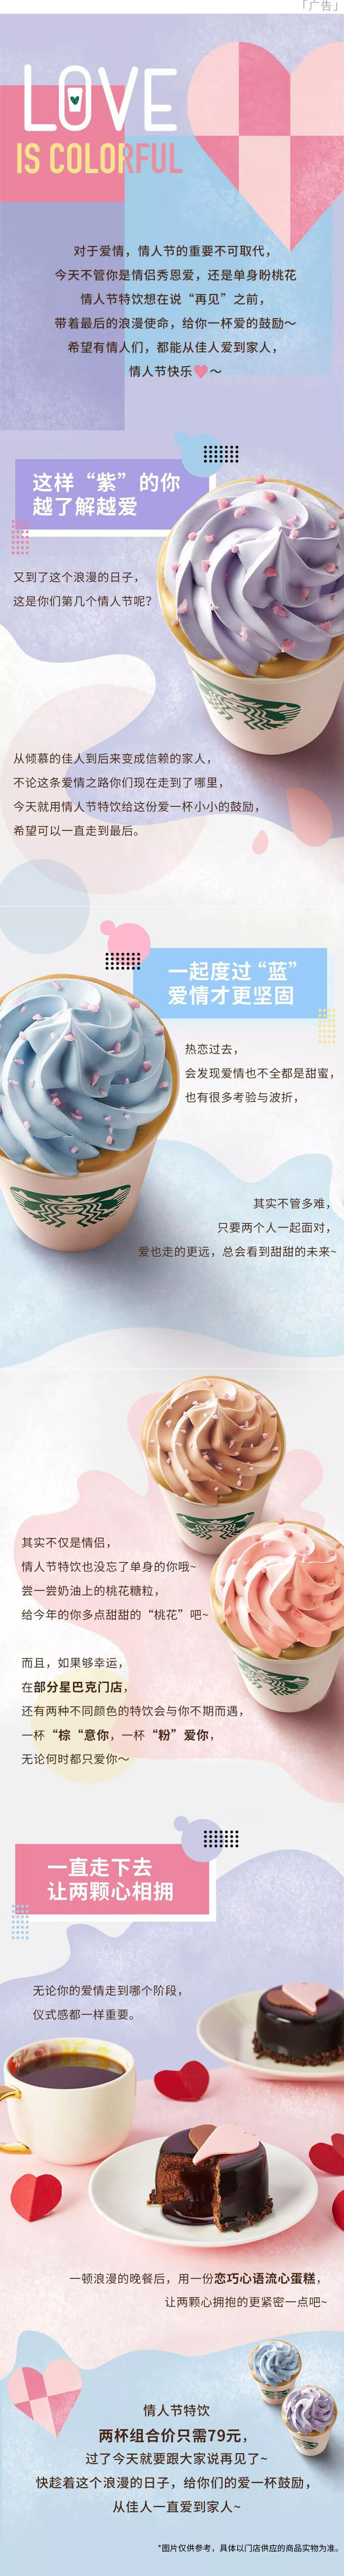 「广告」
LOVE
IS COLORFUL
对于爱情，情人节的重要不可取代，
今天不管你是情侣秀恩爱，还是单身盼桃花
情人节特饮想在说“再见”之前，
带着最后的浪漫使命，给你一杯爱的鼓励～
希望有情人们，都能从佳人爱到家人，
情人节快乐♥～
这样“紫”的你
越了解越爱
又到了这个浪漫的日子，
这是你们第几个情人节呢？
从倾慕的佳人到后来变成信赖的家人，
不论这条爱情之路你们现在走到了哪里，
今天就用情人节特饮给这份爱一杯小小的鼓励，
希望可以一直走到最后。
一起度过“蓝”
爱情才更坚固
热恋过去，
会发现爱情也不全都是甜蜜，
也有很多考验与波折，
其实不管多难，
只要两个人一起面对，
爱也走的更远，总会看到甜甜的未来~
其实不仅是情侣，
情人节特饮也没忘了单身的你哦~
尝一尝奶油上的桃花糖粒，
给今年的你多点甜甜的“桃花”吧~
而且，如果够幸运，
在部分星巴克门店，
还有两种不同颜色的特饮会与你不期而遇，
一杯“棕“意你，一杯“粉”爱你，
无论何时都只爱你～
一直走下去
让两颗心相拥
无论你的爱情走到哪个阶段，
仪式感都一样重要。
一顿浪漫的晚餐后，用一份恋巧心语流心蛋糕，
让两颗心拥抱的更紧密一点吧~
情人节特饮
两杯组合价只需79元，
过了今天就要跟大家说再见了~
快趁着这个浪漫的日子，给你们的爱一杯鼓励，
从佳人一直爱到家人~
*图片仅供参考，具体以门店供应的商品实物为准。